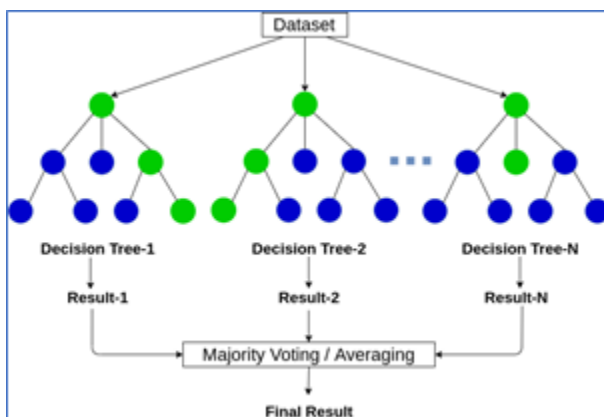 Dataset
Decision Tree-1
Decision Tree-2
Decision Tree-N
Result-1
Result-2
Result-N
Majority Voting / Averaging
Final Result